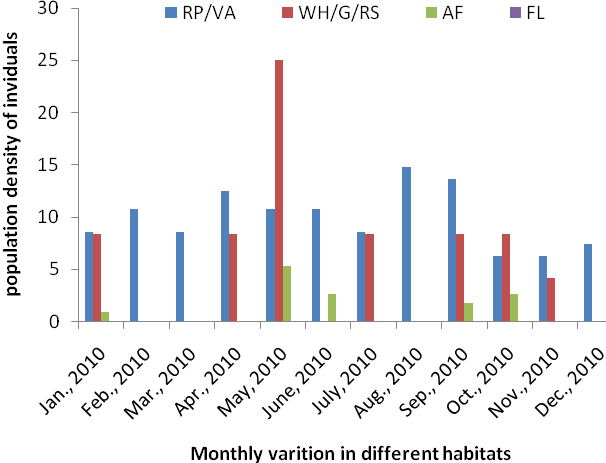 RP/VA WH/G/RS AF FL
population density of inviduals
30
25
20
15
10
5
0
Jan., 2010
Feb., 2010
Mar., 2010
Apr., 2010
May, 2010
June, 2010
July, 2010
Aug., 2010
Sep., 2010
Oct., 2010
Nov., 2010
Dec., 2010
Monthly varition in different habitats